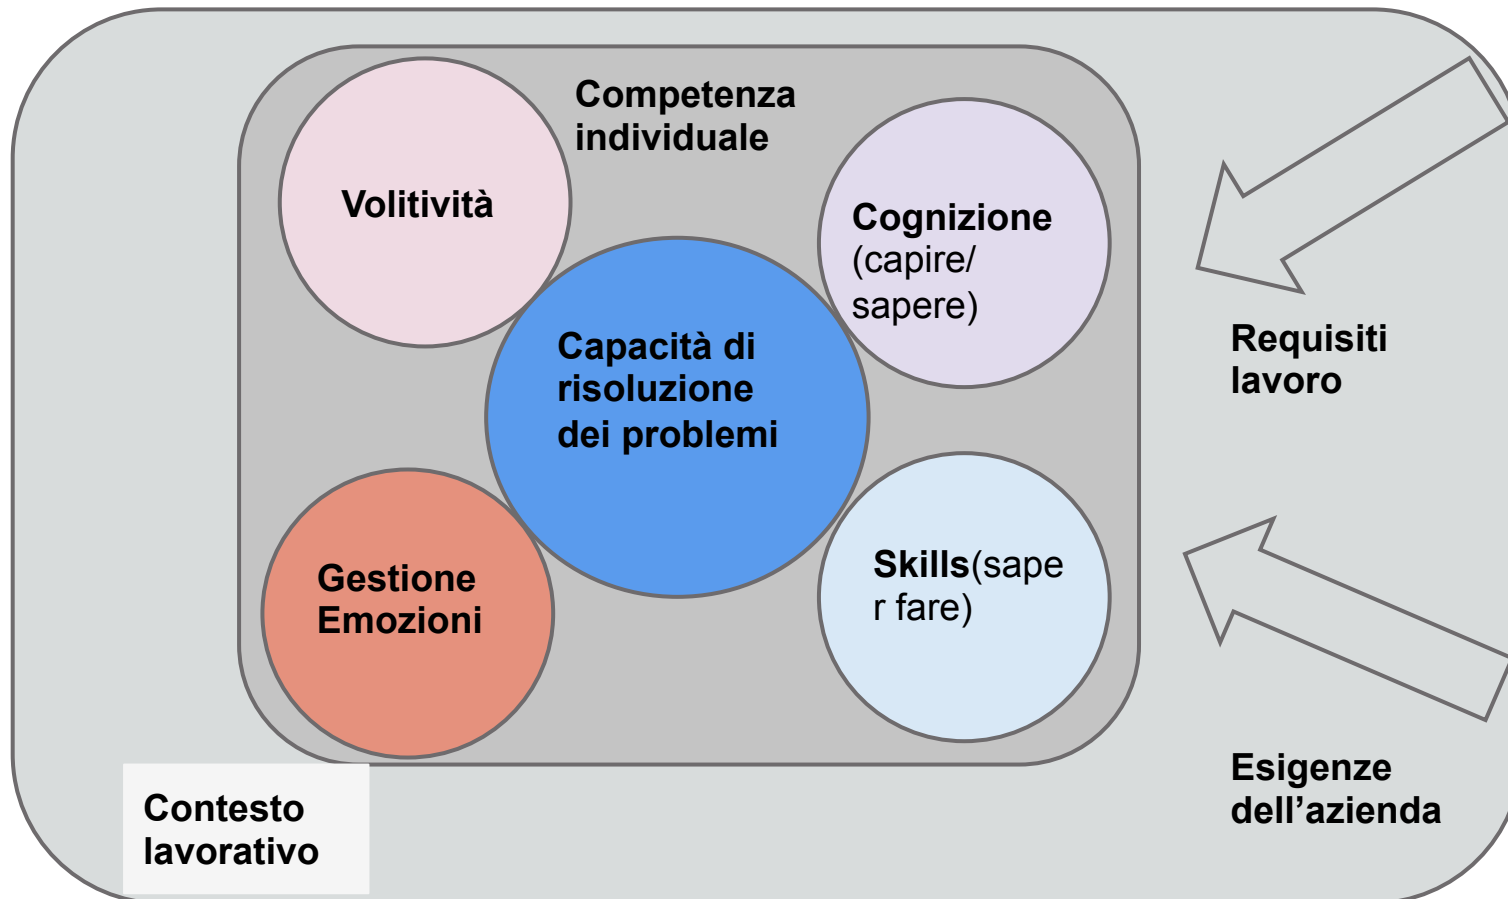 Competenza
individuale
Volitività
Cognizione
(capire/
sapere)
Capacità di
risoluzione
dei problemi
Requisiti
lavoro
Gestione
Emozioni
Skills(sape
r fare)
Esigenze
dell’azienda
Contesto
lavorativo